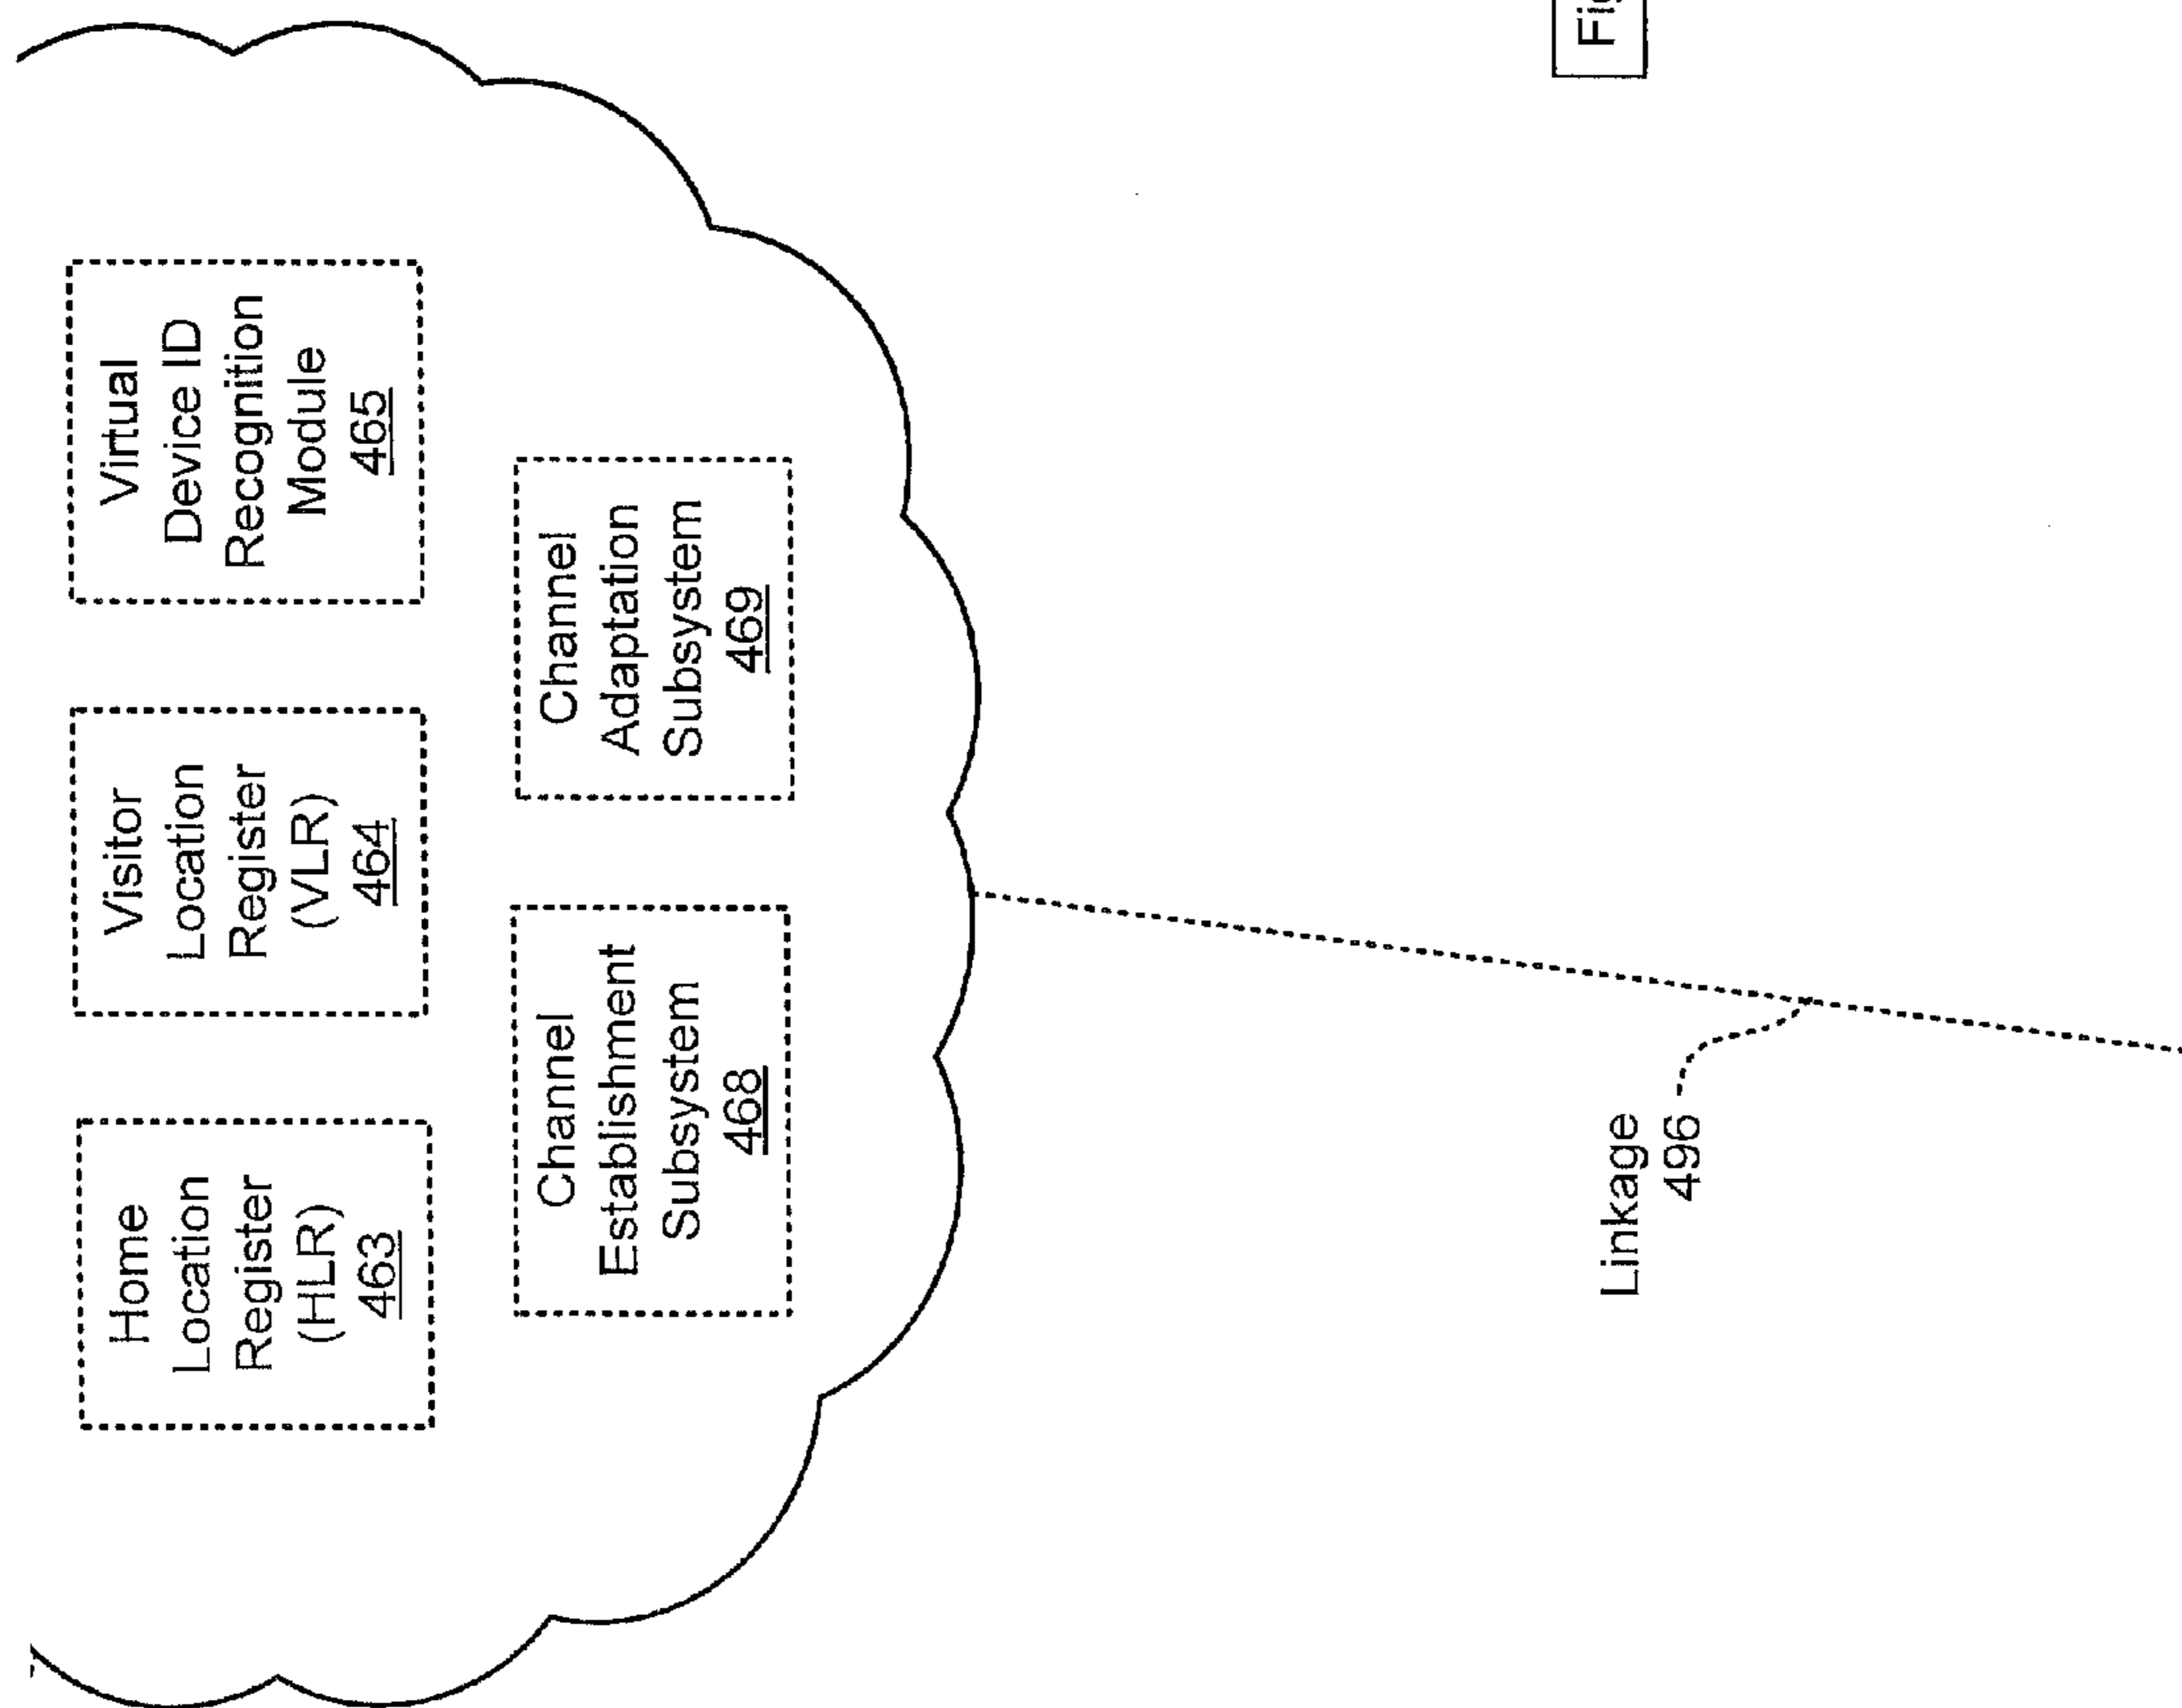 Home
Location
Register
(HLR)
463
Visitor
Location
Register
(VLR)
464
Virtual
Device ID
Recognition
Module
465
Channel
Establishment
Subsystem
468
Channel
Adaptation
Subsystem
469
Linkage
496